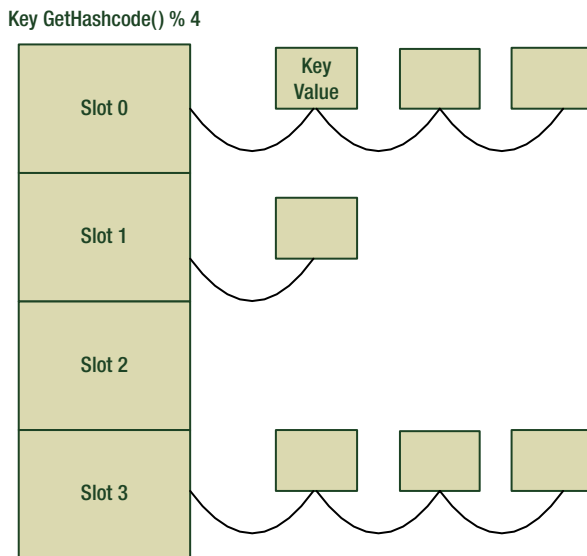 Key GetHashcode() % 4
Slot 0
Key
Value
Slot 1
Slot 2
Slot 3